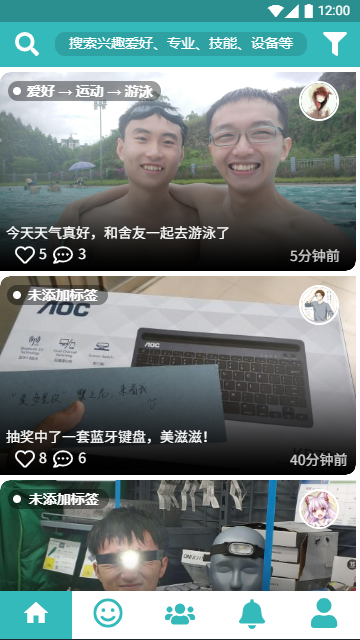 12:00
搜索兴趣爱好、专业、技能、设备等
爱好 → 运动 → 游泳
今天天气真好，和舍友一起去游泳了
5 3
5分钟前
未添加标签
AOC
AOC
抽奖中了一套蓝牙键盘，美滋滋！
8 6
40分钟前
未添加标签